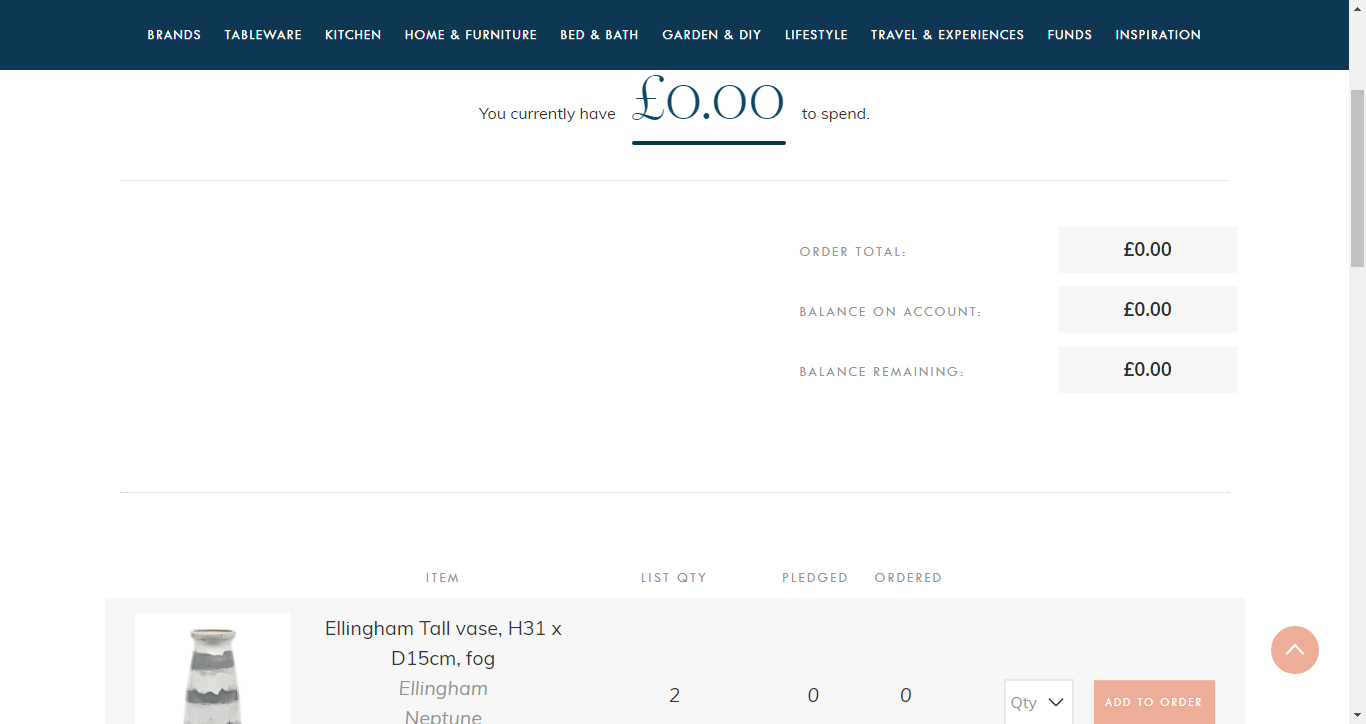 BRANDS TABLEWARE KITCHEN HOME & FURNITURE BED & BATH GARDEN & DIY LIFESTYLE TRAVEL & EXPERIENCES FUNDS INSPIRATION
You currently have £0.00 to spend.
ORDER TOTAL: £0.00
BALANCE ON ACCOUNT: £0.00
BALANCE REMAINING: £0.00
ITEM LIST QTY PLEDGED ORDERED
Ellingham Tall vase, H31 x
D15cm, fog
Ellingham
2 0 0 Qty ADD TO ORDER
Neptune